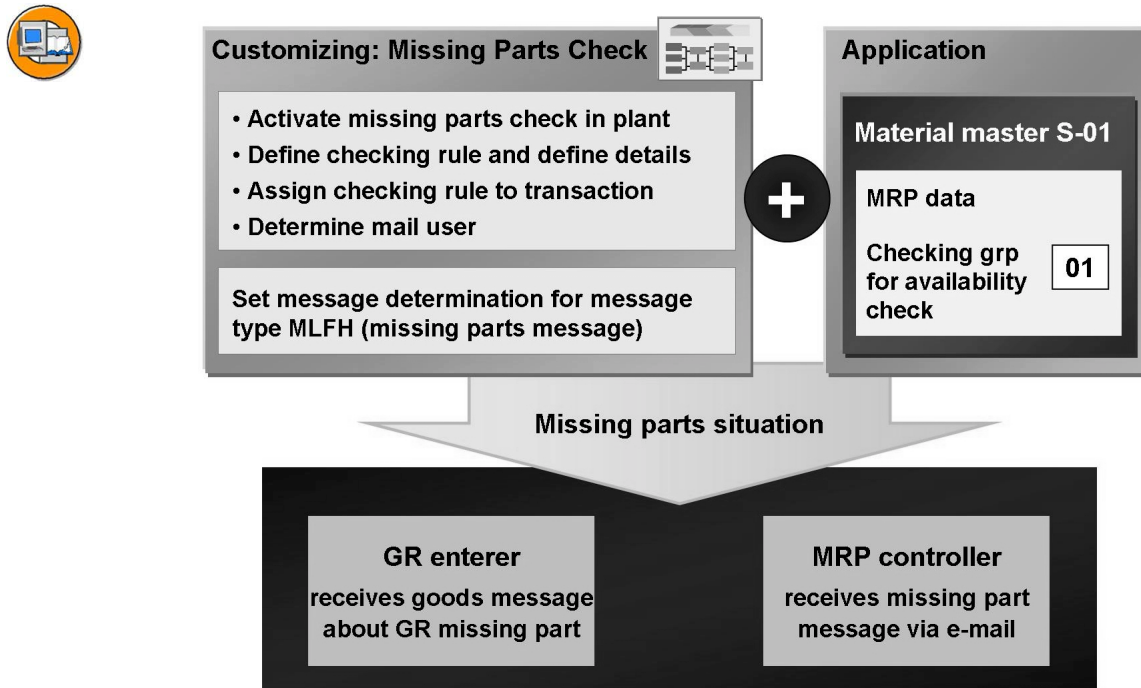 Customizing: Missing Parts Check
• Activate missing parts check in plant
• Define checking rule and define details
• Assign checking rule to transaction
• Determine mail user
Set message determination for message
type MLFH (missing parts message)
+
Application
Material master S-01
MRP data
Checking grp
for availability
check
01
Missing parts situation
GR enterer
receives goods message
about GR missing part
MRP controller
receives missing part
message via e-mail